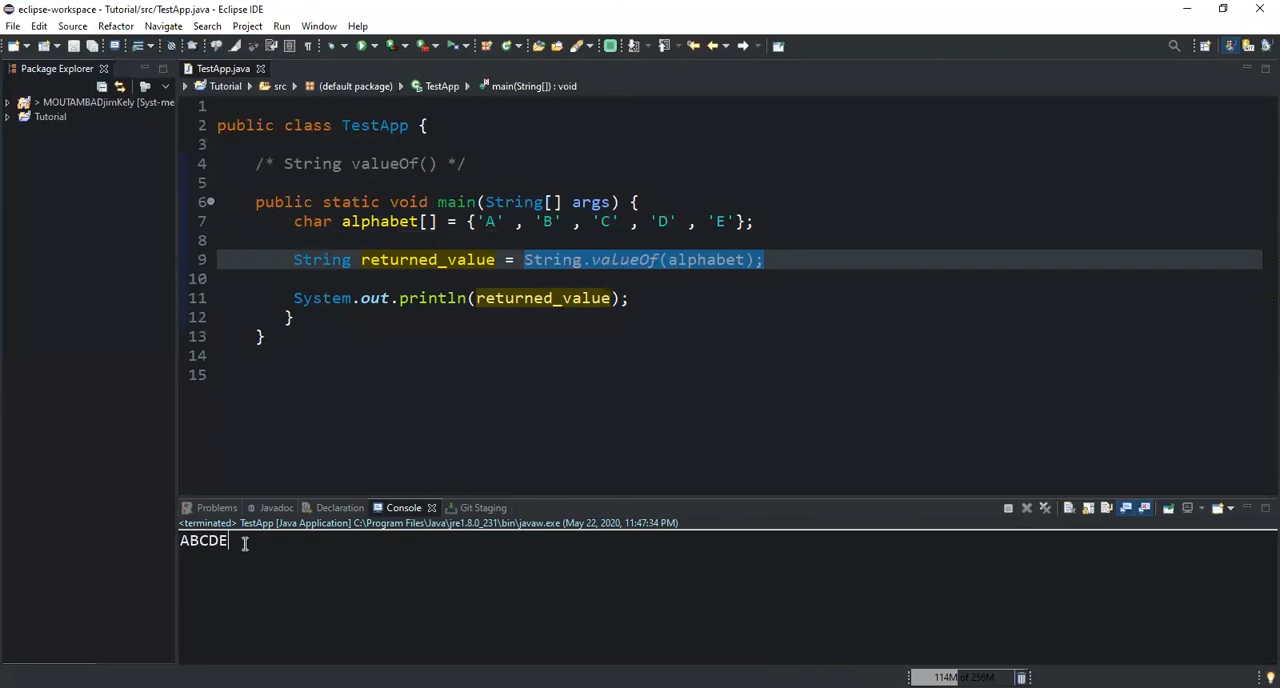 eclipse-workspace - Tutorial/src/TestApp.java - Eclipse IDE
File Edit Source Refactor Navigate Search Project Run Window Help
Package Explorer
TestApp.java
Tutorial src (default package) TestApp main(String[]) : void
> MOUTAMBADjimKely [Syst-me
Tutorial
1
2 public class TestApp {
3
4 /* String valueOf() */
5
6 public static void main(String[] args) {
7 char alphabet[] = {'A' , 'B' , 'C' , 'D' , 'E'};
8
9 String returned_value = String.valueOf(alphabet);
10
11 System.out.println(returned_value);
12 }
13 }
14
15
Problems Javadoc Declaration Console Git Staging
<terminated> TestApp [Java Application] C:\Program Files\Java\jre1.8.0_231\bin\javaw.exe (May 22, 2020, 11:47:34 PM)
ABCDE
114M of 256M